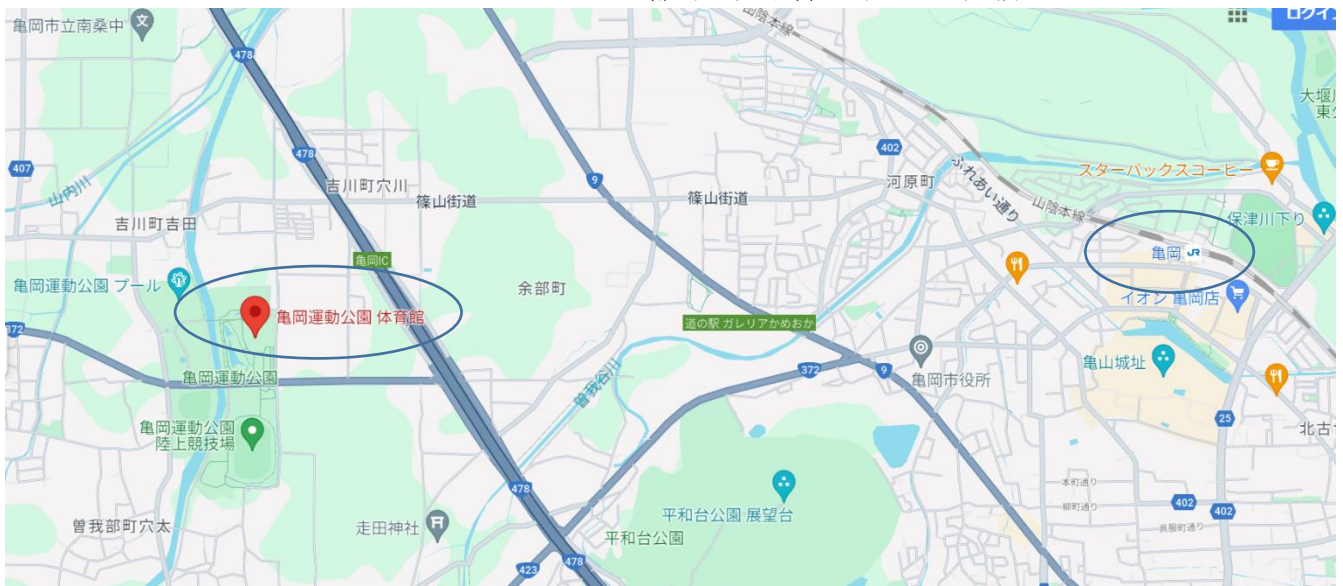 亀岡市立南桑中
478
山陰本線
ログイン
大堰川
407
478
山内川
吉川町穴川
篠山街道
9
篠山街道
402
河原町
ふれあい通り
山陰本線
スターバックスコーヒー
保津川下り
吉川町吉田
亀岡運動公園 プール
亀岡IC
余部町
亀岡
イオン 亀岡店
372
亀岡運動公園 体育館
道の駅 ガレリアかめおか
亀岡運動公園
曽我谷川
372
9
亀岡市役所
亀山城址
亀岡運動公園
陸上競技場
25
北古
本町通り
柳町通り
呉服町通り
402
402
478
曽我部町穴太
走田神社
平和台公園 展望台
平和台公園
423
478